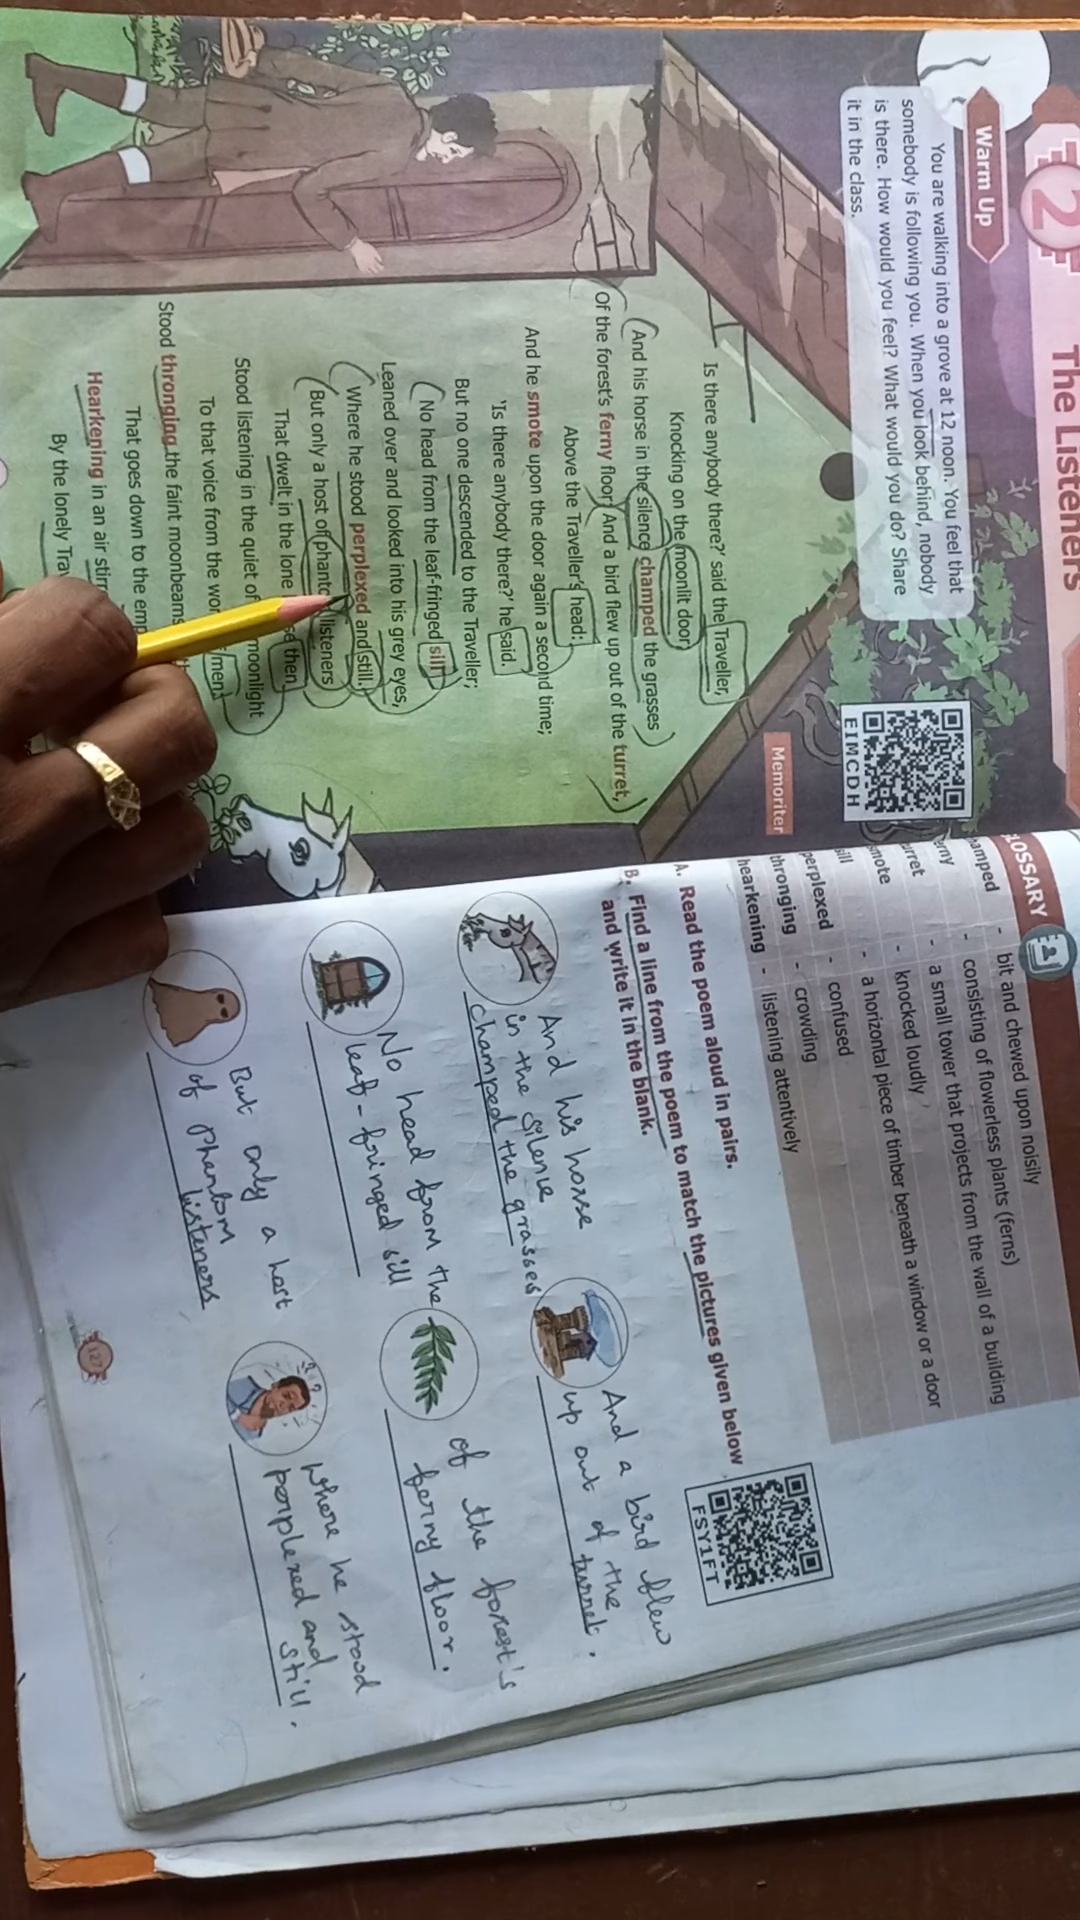 2
The Listeners
Warm Up
You are walking into a grove at 12 noon. You feel that
somebody is following you. When you look behind, nobody
is there. How would you feel? What would you do? Share
it in the class.
EIMCDH
Memoriter
Is there anybody there?' said the Traveller,
Knocking on the moonlit door;
And his horse in the silence champed the grasses
Of the forest's ferny floor; And a bird flew up out of the turret,
Above the Traveller's head:
And he smote upon the door again a second time;
'Is there anybody there?' he said.
But no one descended to the Traveller;
No head from the leaf-fringed sill
Leaned over and looked into his grey eyes,
Where he stood perplexed and still.
But only a host of listeners
That dwelt in the lone then
Stood listening in the quiet of moonlight
To that voice from the men
Stood thronging the faint moonbeams
That goes down to the
Hearkening in an air
By the lonely
GLOSSARY
amped - bit and chewed upon noisily
erny - consisting of flowerless plants (ferns)
urret - a small tower that projects from the wall of a building
smote - knocked loudly
sill - a horizontal piece of timber beneath a window or a door
perplexed - confused
thronging - crowding
hearkening - listening attentively
A. Read the poem aloud in pairs.
B. Find a line from the poem to match the pictures given below
and write it in the blank.
FSY1FT
And his horse
in the silence
champed the grasses
And a bird flew
up out of the
turret.
No head from the
leaf-fringed sill
of the forest's
ferny floor.
But only a host
of phantom
listeners
Where he stood
perplexed and
still.
127